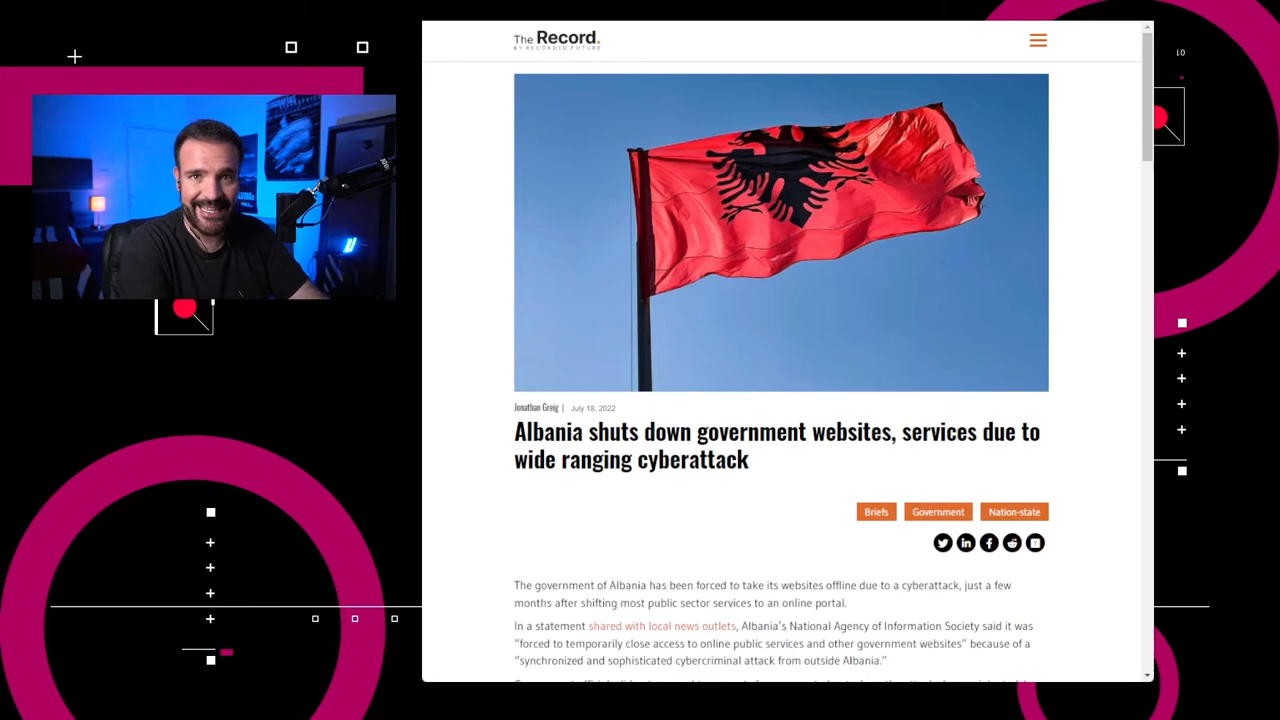 The Record.
BY RECORDED FUTURE
10
Jonathan Greig | July 18, 2022
Albania shuts down government websites, services due to
wide ranging cyberattack
Briefs Government Nation-state
The government of Albania has been forced to take its websites offline due to a cyberattack, just a few
months after shifting most public sector services to an online portal.
In a statement shared with local news outlets, Albania’s National Agency of Information Society said it was
“forced to temporarily close access to online public services and other government websites” because of a
“synchronized and sophisticated cybercriminal attack from outside Albania.”